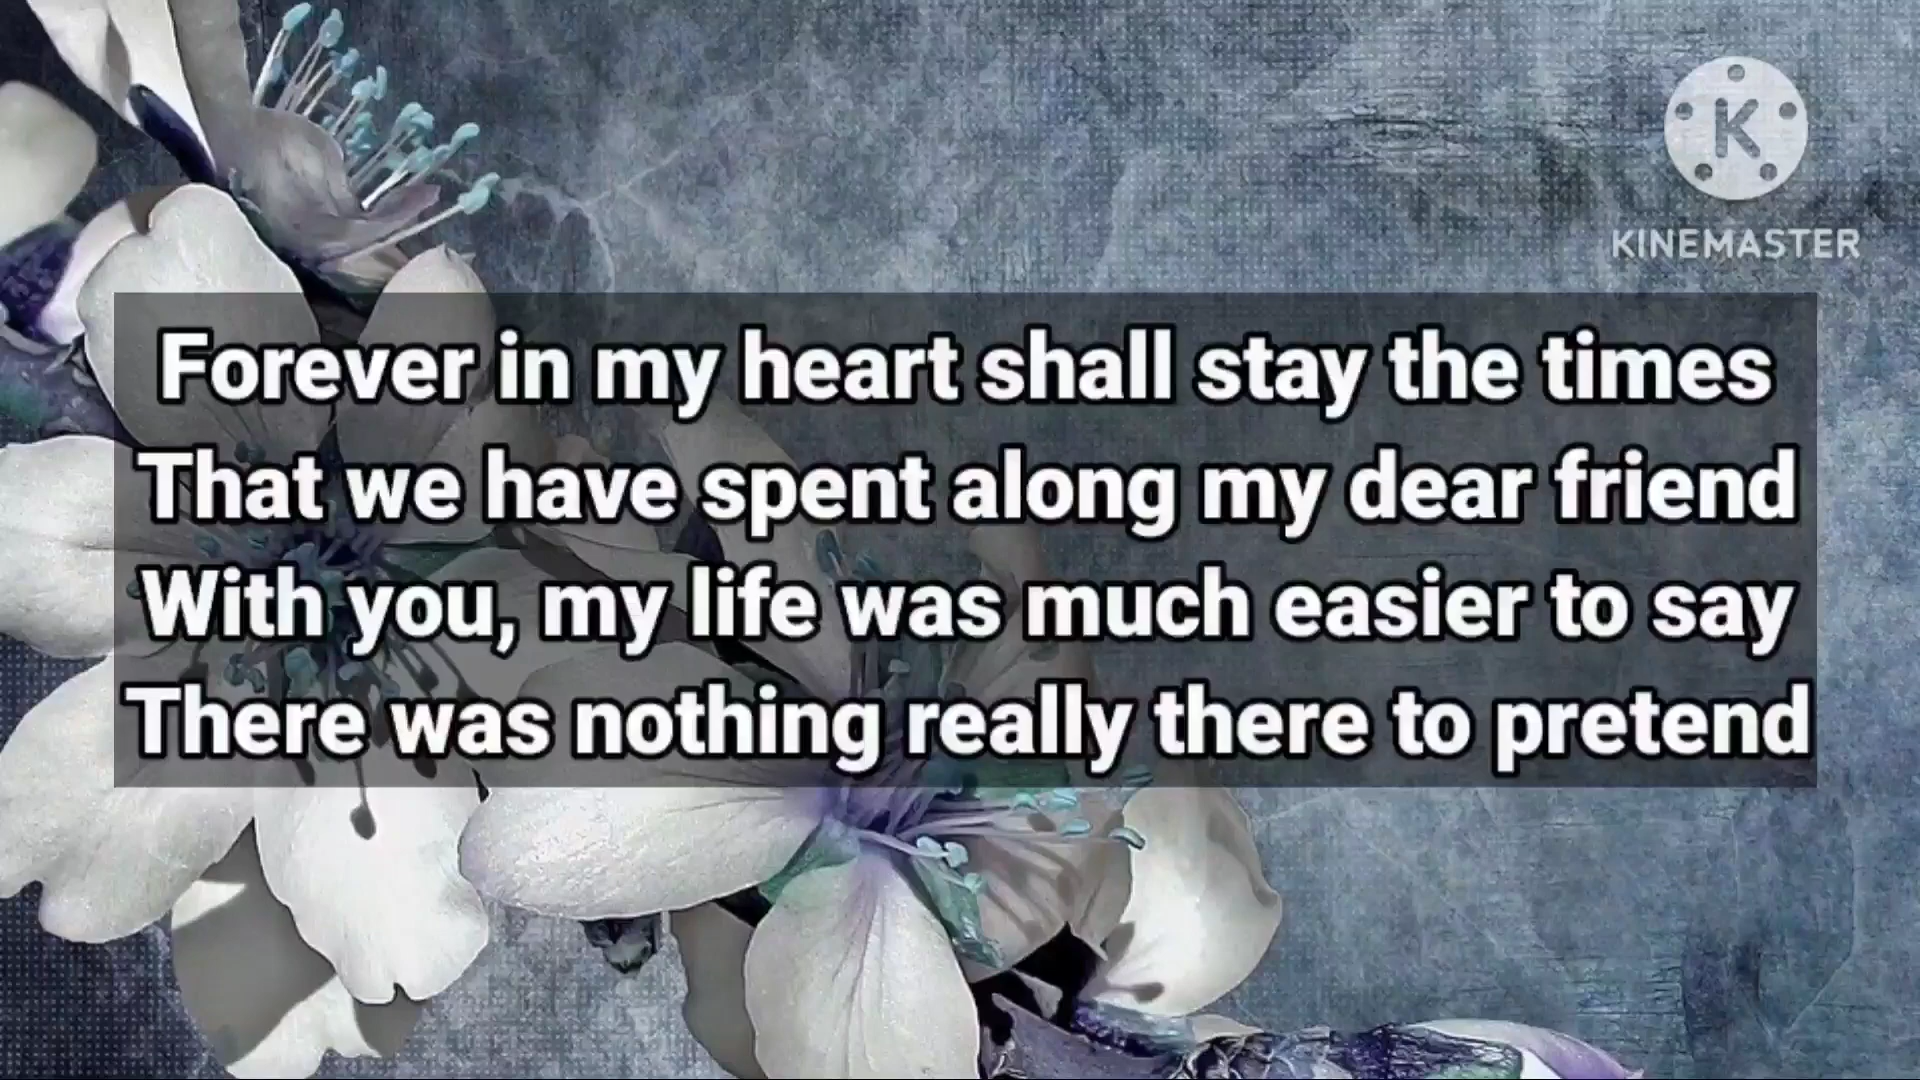 K
KINEMASTER
Forever in my heart shall stay the times
That we have spent along my dear friend
With you, my life was much easier to say
There was nothing really there to pretend